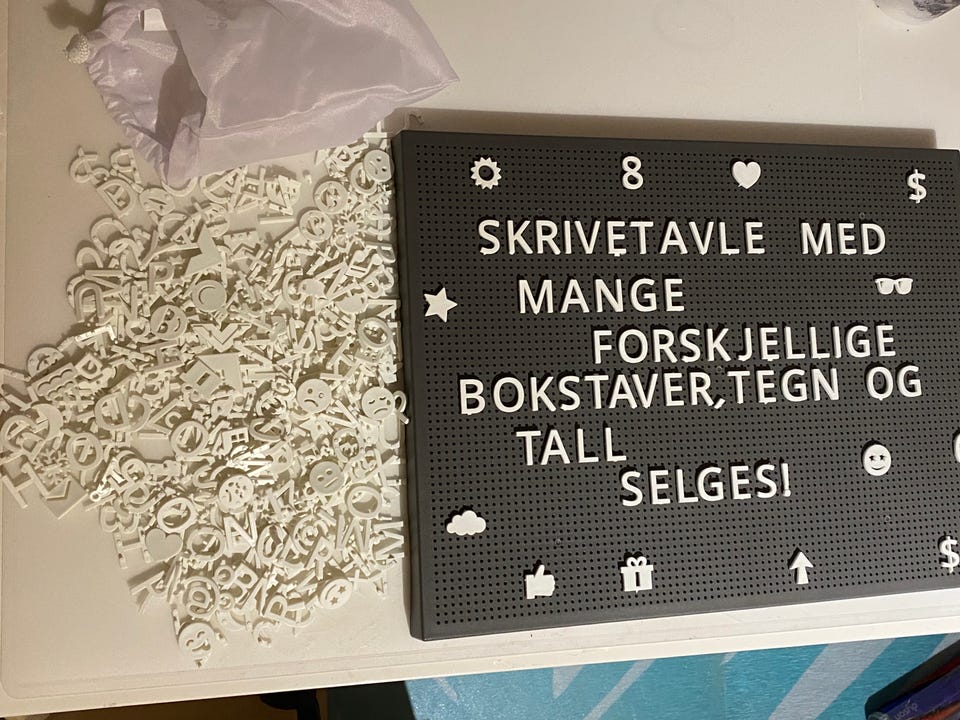 8 $
SKRIVETAVLE MED
MANGE
FORSKJELLIGE
BOKSTAVER,TEGN OG
TALL
SELGES!
$